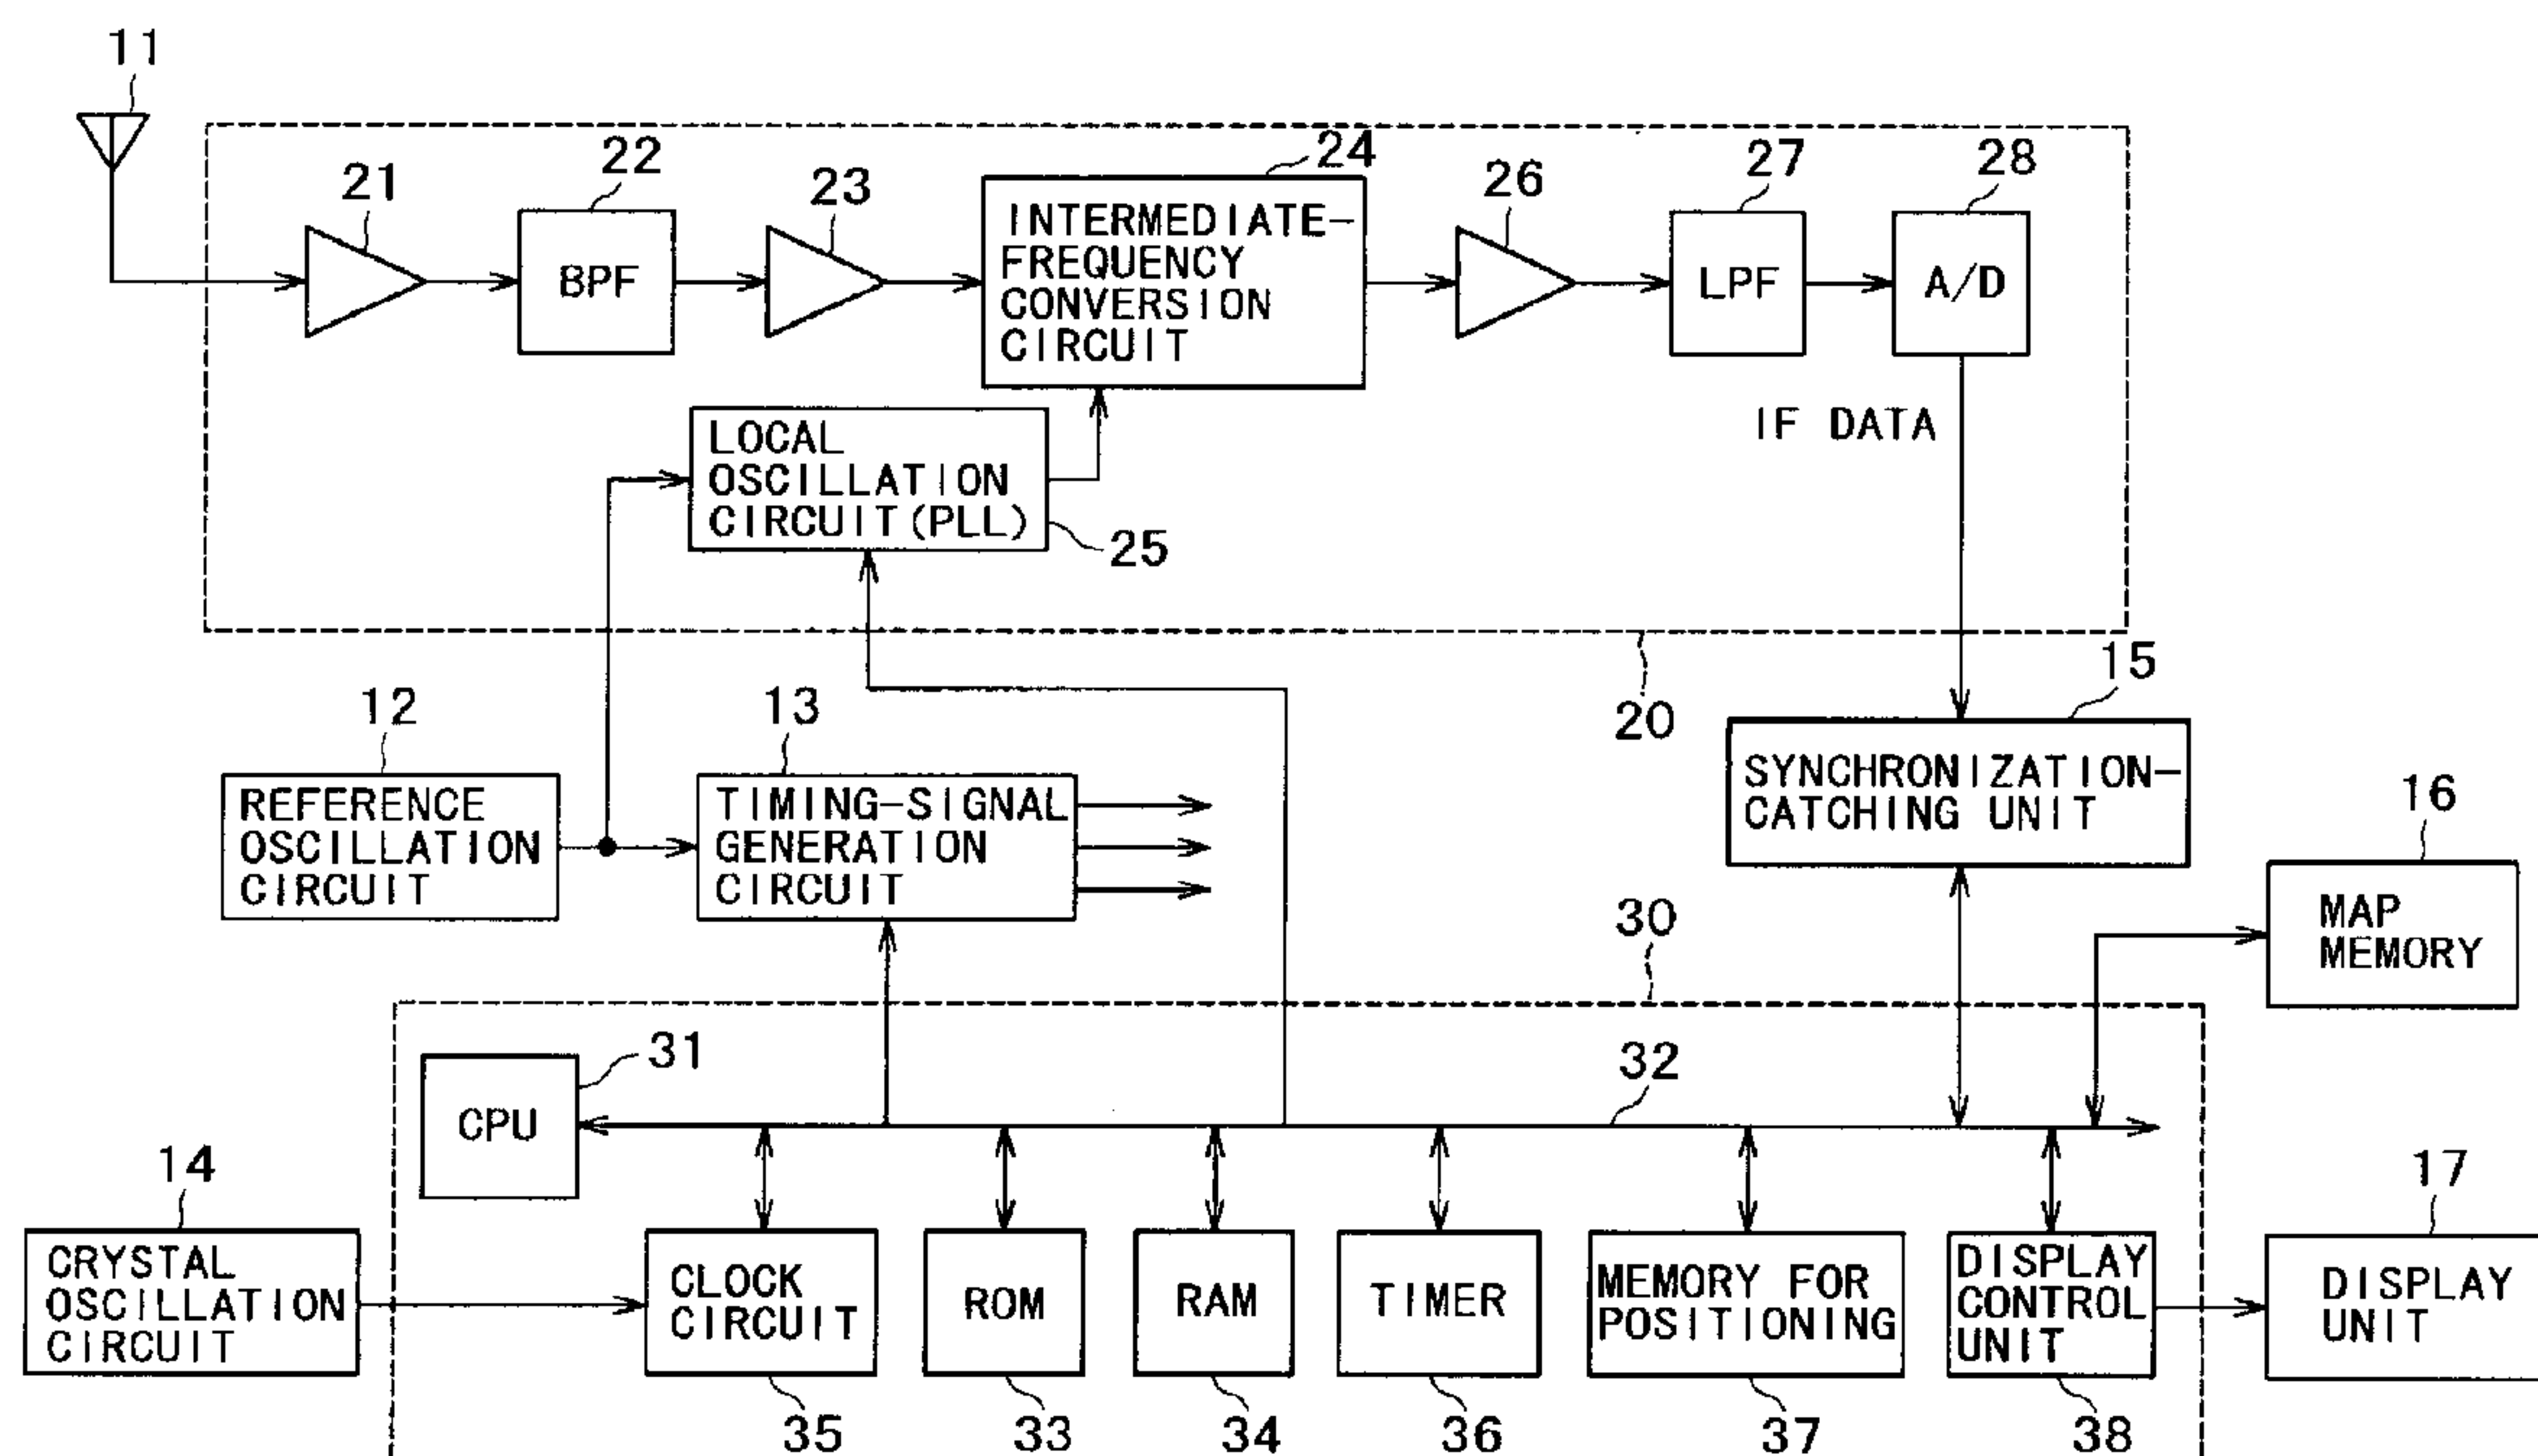 11
21
22
23
24
26
27
28
BPF
INTERMEDIATE-
FREQUENCY
CONVERSION
CIRCUIT
LPF
A/D
LOCAL
OSCILLATION
CIRCUIT(PLL)
25
IF DATA
20
12
13
15
REFERENCE
OSCILLATION
CIRCUIT
TIMING-SIGNAL
GENERATION
CIRCUIT
SYNCHRONIZATION-
CATCHING UNIT
16
MAP
MEMORY
30
31
CPU
32
14
CRYSTAL
OSCILLATION
CIRCUIT
CLOCK
CIRCUIT
ROM
RAM
TIMER
MEMORY FOR
POSITIONING
DISPLAY
CONTROL
UNIT
17
DISPLAY
UNIT
35
33
34
36
37
38